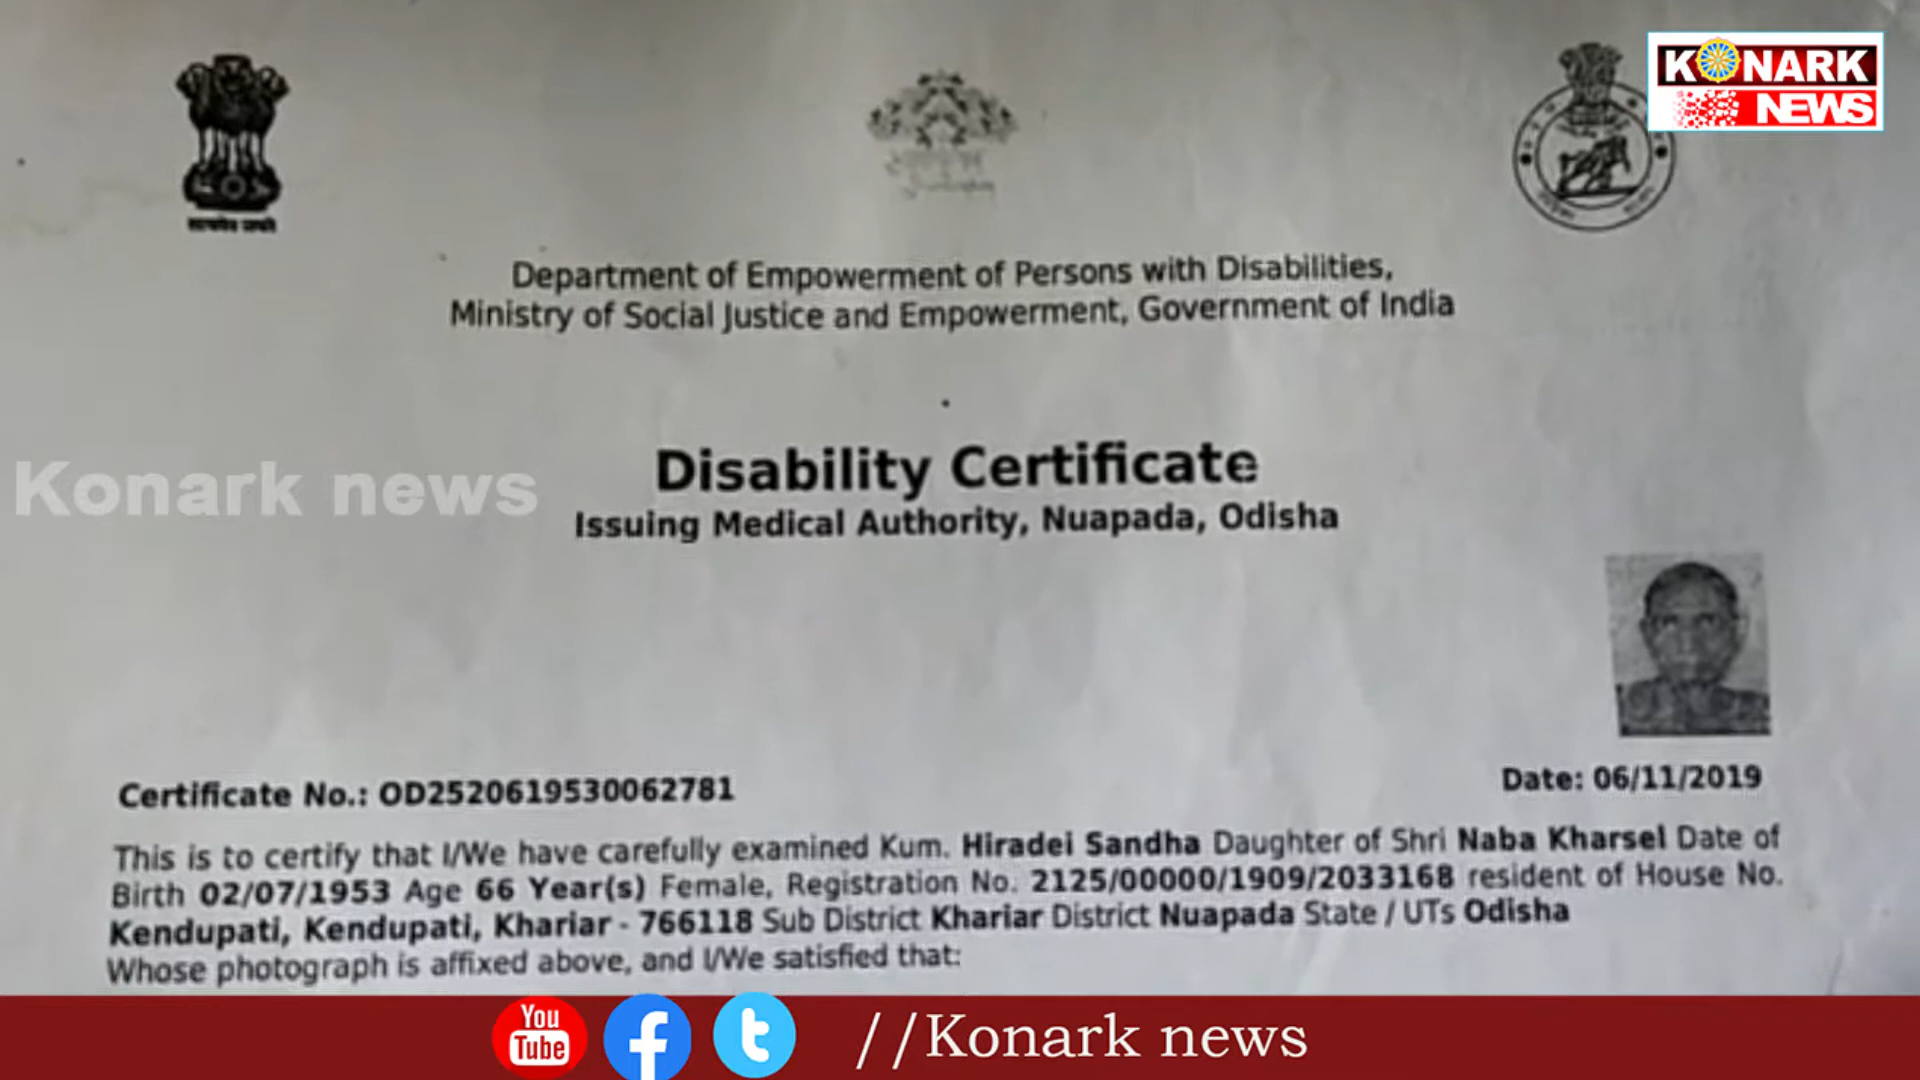 KONARK
NEWS
Department of Empowerment of Persons with Disabilities,
Ministry of Social Justice and Empowerment, Government of India
Konark news
Disability Certificate
Issuing Medical Authority, Nuapada, Odisha
Certificate No.: OD2520619530062781
Date: 06/11/2019
This is to certify that I/We have carefully examined Kum. Hiradei Sandha Daughter of Shri Naba Kharsel Date of
Birth 02/07/1953 Age 66 Year(s) Female, Registration No. 2125/00000/1909/2033168 resident of House No.
Kendupati, Kendupati, Khariar - 766118 Sub District Khariar District Nuapada State / UTs Odisha
Whose photograph is affixed above, and I/We satisfied that:
You
Tube
//Konark news